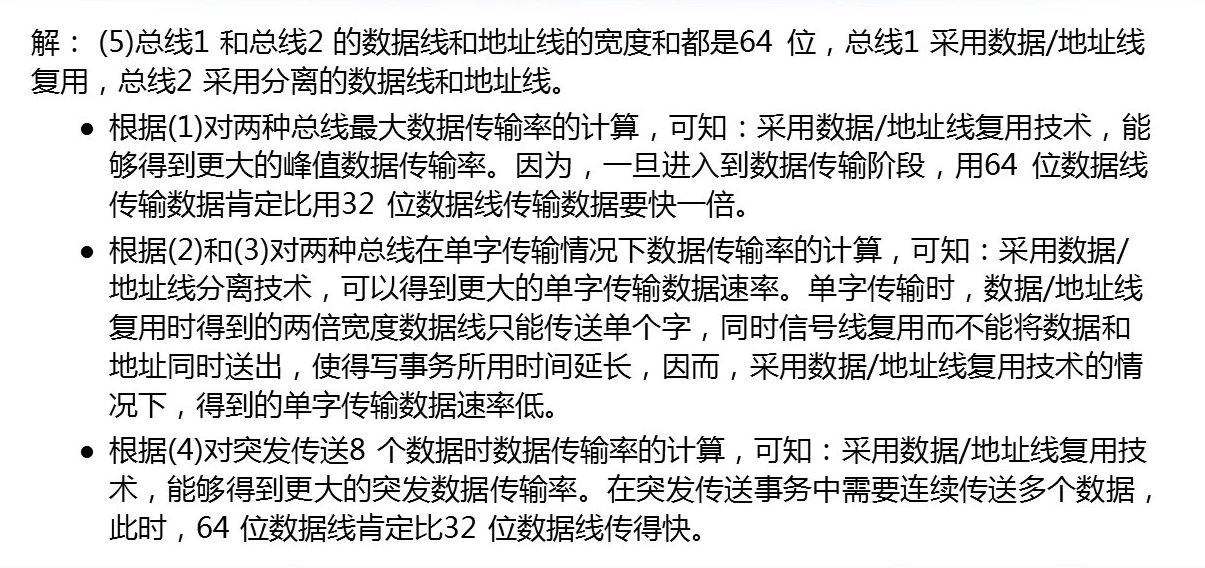 解： (5)总线1 和总线2 的数据线和地址线的宽度和都是64 位，总线1 采用数据/地址线
复用，总线2 采用分离的数据线和地址线。
● 根据(1)对两种总线最大数据传输率的计算，可知：采用数据/地址线复用技术，能
够得到更大的峰值数据传输率。因为，一旦进入到数据传输阶段，用64 位数据线
传输数据肯定比用32 位数据线传输数据要快一倍。
● 根据(2)和(3)对两种总线在单字传输情况下数据传输率的计算，可知：采用数据/
地址线分离技术，可以得到更大的单字传输数据速率。单字传输时，数据/地址线
复用时得到的两倍宽度数据线只能传送单个字，同时信号线复用而不能将数据和
地址同时送出，使得写事务所用时间延长，因而，采用数据/地址线复用技术的情
况下，得到的单字传输数据速率低。
● 根据(4)对突发传送8 个数据时数据传输率的计算，可知：采用数据/地址线复用技
术，能够得到更大的突发数据传输率。在突发传送事务中需要连续传送多个数据，
此时，64 位数据线肯定比32 位数据线传得快。